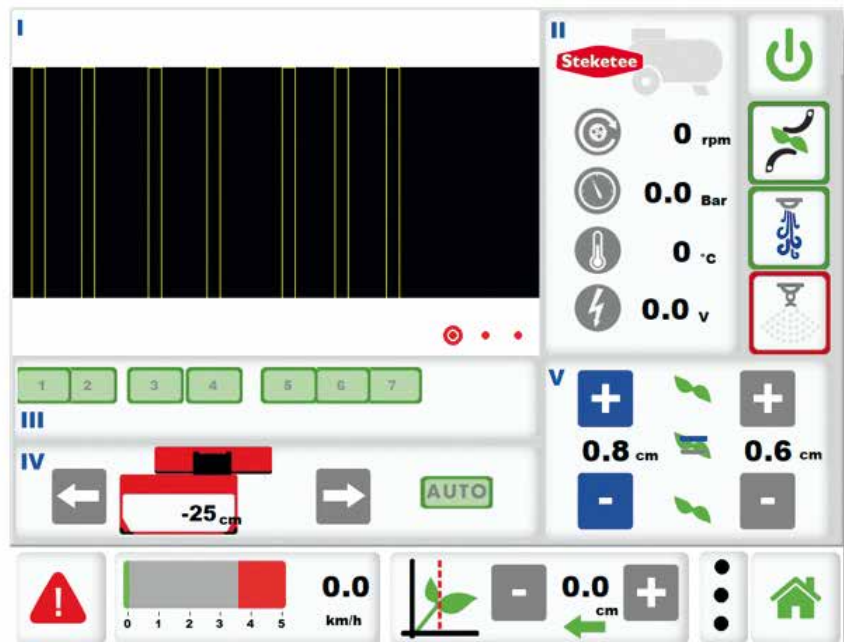 I
II
Steketee
0 rpm
0.0 Bar
0 °C
0.0 V
1 2 3 4 5 6 7
III
IV
-25 cm
AUTO
V
+ +
0.8 cm 0.6 cm
- -
!
0 1 2 3 4 5
0.0
km/h
- 0.0 +
cm